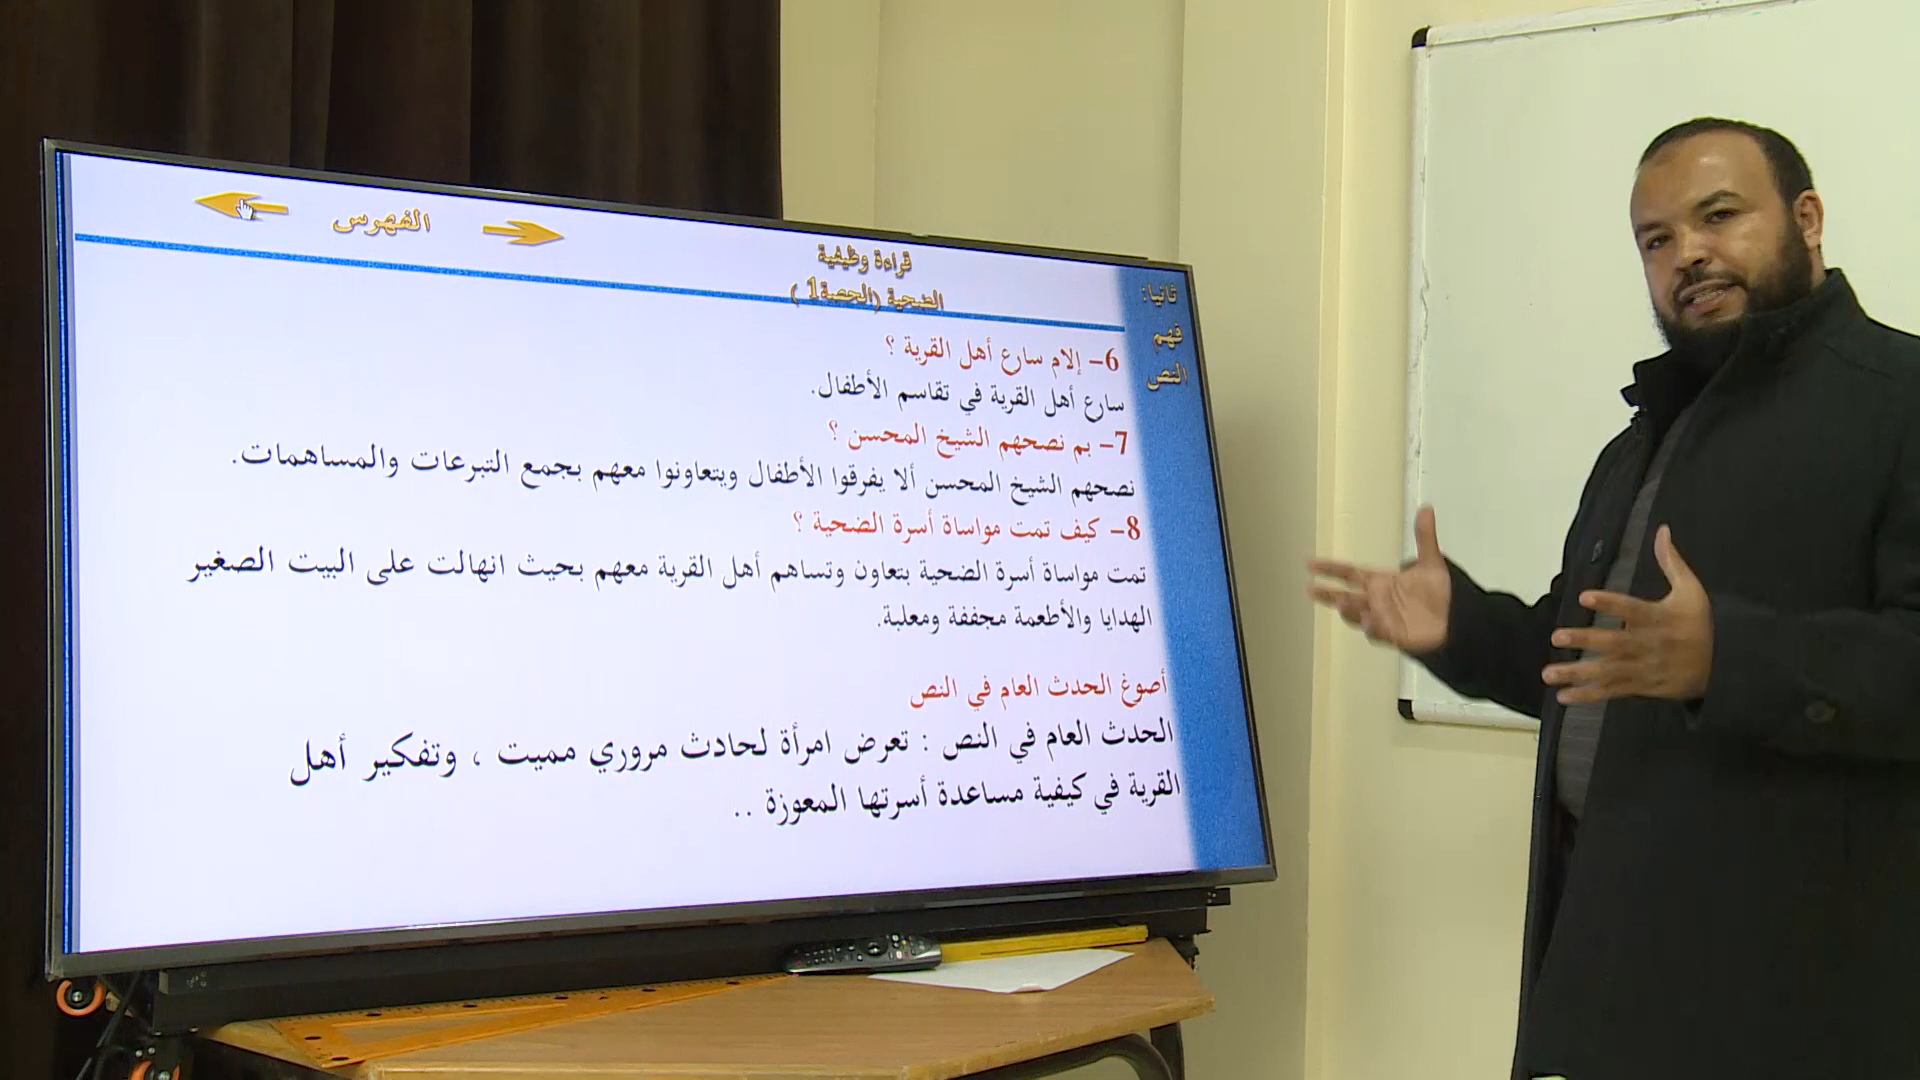 الفهرس
قراءة وظيفية
الضحية (الحصة1)
ثانيا:
فهم
النص
6- إلام سارع أهل القرية ؟
سارع أهل القرية في تقاسم الأطفال.
7- بم نصحهم الشيخ المحسن ؟
نصحهم الشيخ المحسن ألا يفرقوا الأطفال ويتعاونوا معهم بجمع التبرعات والمساهمات.
8- كيف تمت مواساة أسرة الضحية ؟
تمت مواساة أسرة الضحية بتعاون وتساهم أهل القرية معهم بحيث انهالت على البيت الصغير
الهدايا والأطعمة مجففة ومعلبة.
أصوغ الحدث العام في النص
الحدث العام في النص : تعرض امرأة لحادث مروري مميت ، وتفكير أهل
القرية في كيفية مساعدة أسرتها المعوزة ..